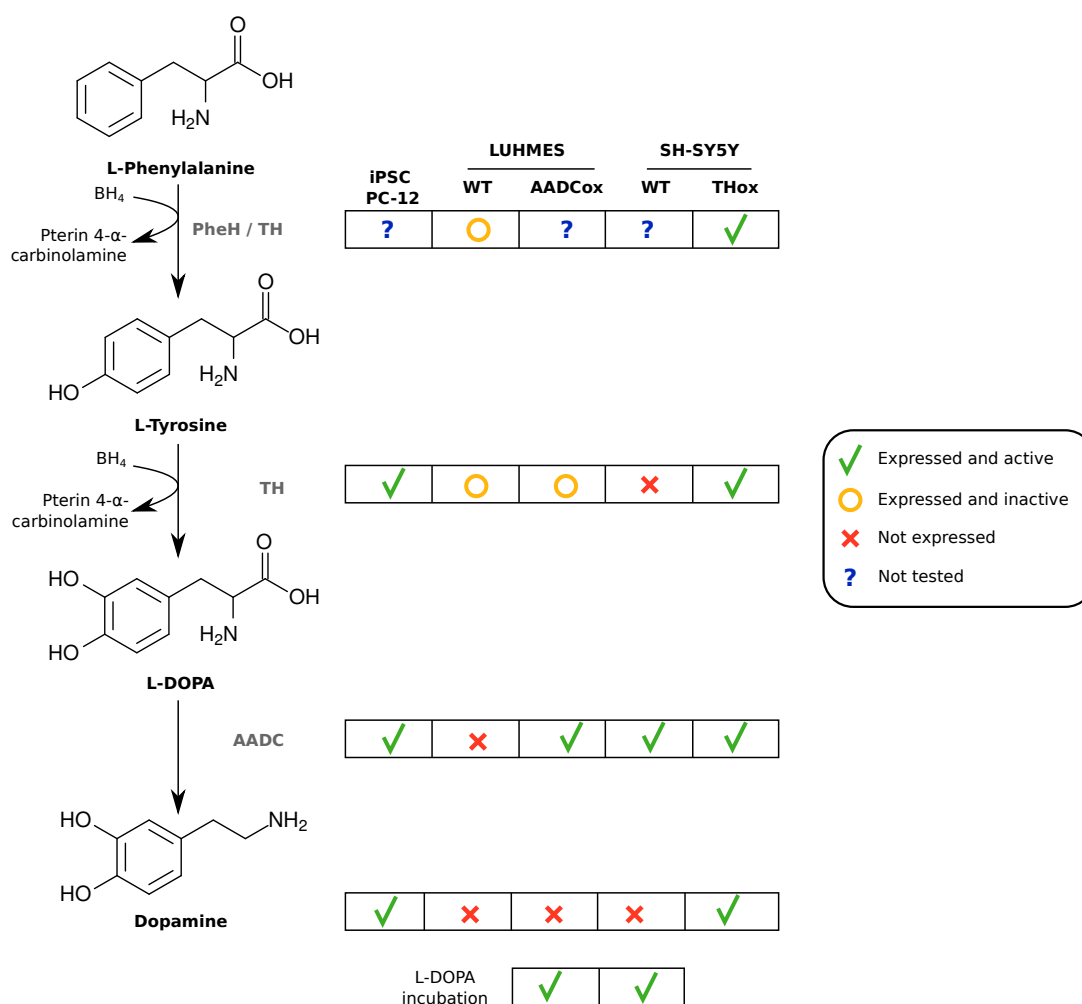 O
OH
H₂N
L-Phenylalanine
BH₄
Pterin 4-α-
carbinolamine
PheH / TH
iPSC
PC-12
LUHMES
WT
AADCox
SH-SY5Y
WT
THox
?
?
?
O
OH
H₂N
HO
L-Tyrosine
BH₄
Pterin 4-α-
carbinolamine
TH
Expressed and active
Expressed and inactive
Not expressed
? Not tested
O
HO
OH
H₂N
HO
L-DOPA
AADC
HO
NH₂
HO
Dopamine
L-DOPA
incubation